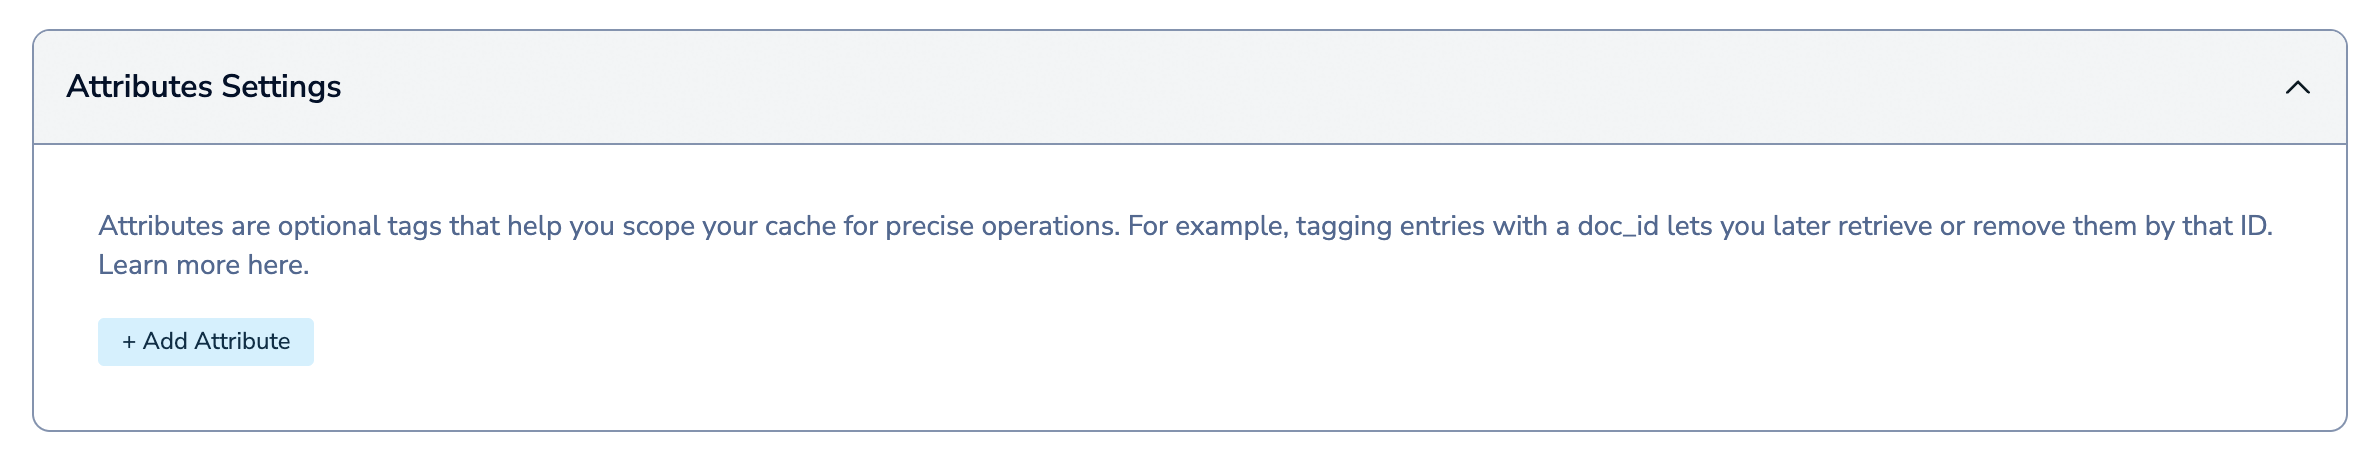 Attributes Settings
Attributes are optional tags that help you scope your cache for precise operations. For example, tagging entries with a doc_id lets you later retrieve or remove them by that ID.
Learn more here.
+ Add Attribute